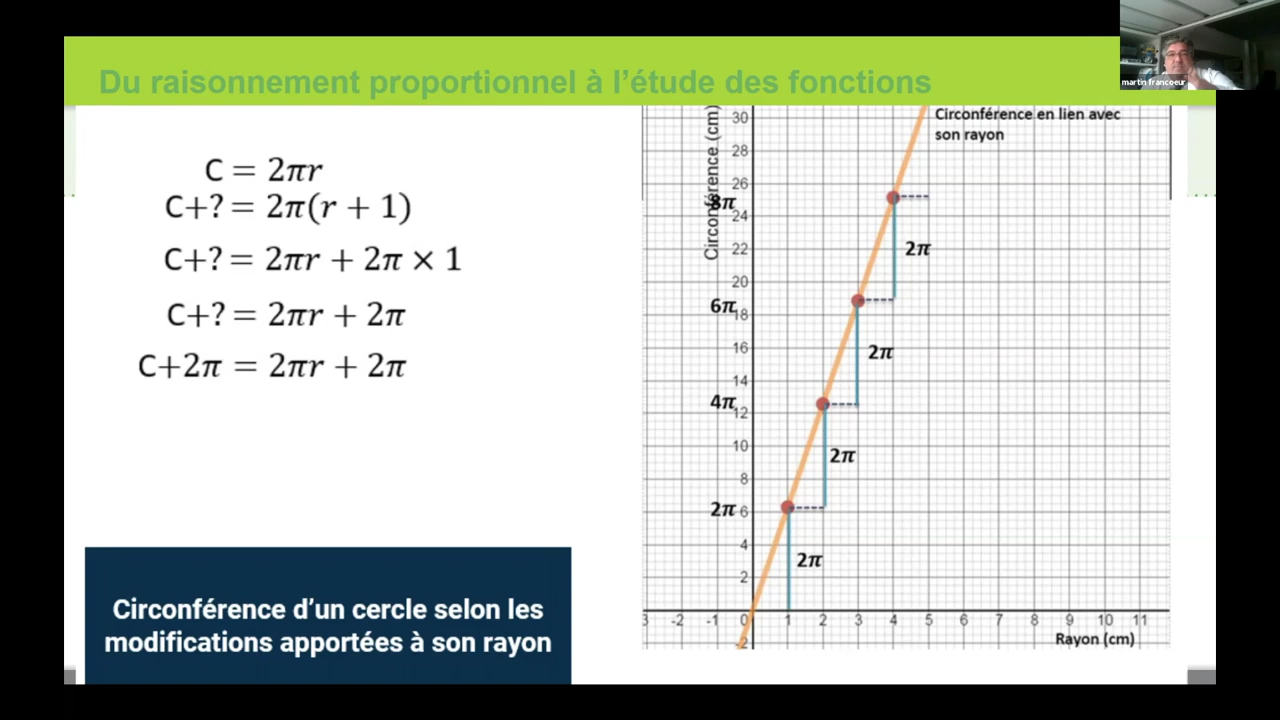 Du raisonnement proportionnel à l'étude des fonctions
martin francoeur
C = 2πr
C+? = 2π(r + 1)
C+? = 2πr + 2π × 1
C+? = 2πr + 2π
C+2π = 2πr + 2π
Circonférence d'un cercle selon les
modifications apportées à son rayon
Circonférence en lien avec
son rayon
Circonférence (cm)
30
28
26
8π
24
22
2π
20
6π
18
16
2π
14
4π
12
10
2π
8
2π
6
4
2π
2
3 -2 -1 0 1 2 3 4 5 6 7 8 9 10 11
2
Rayon (cm)